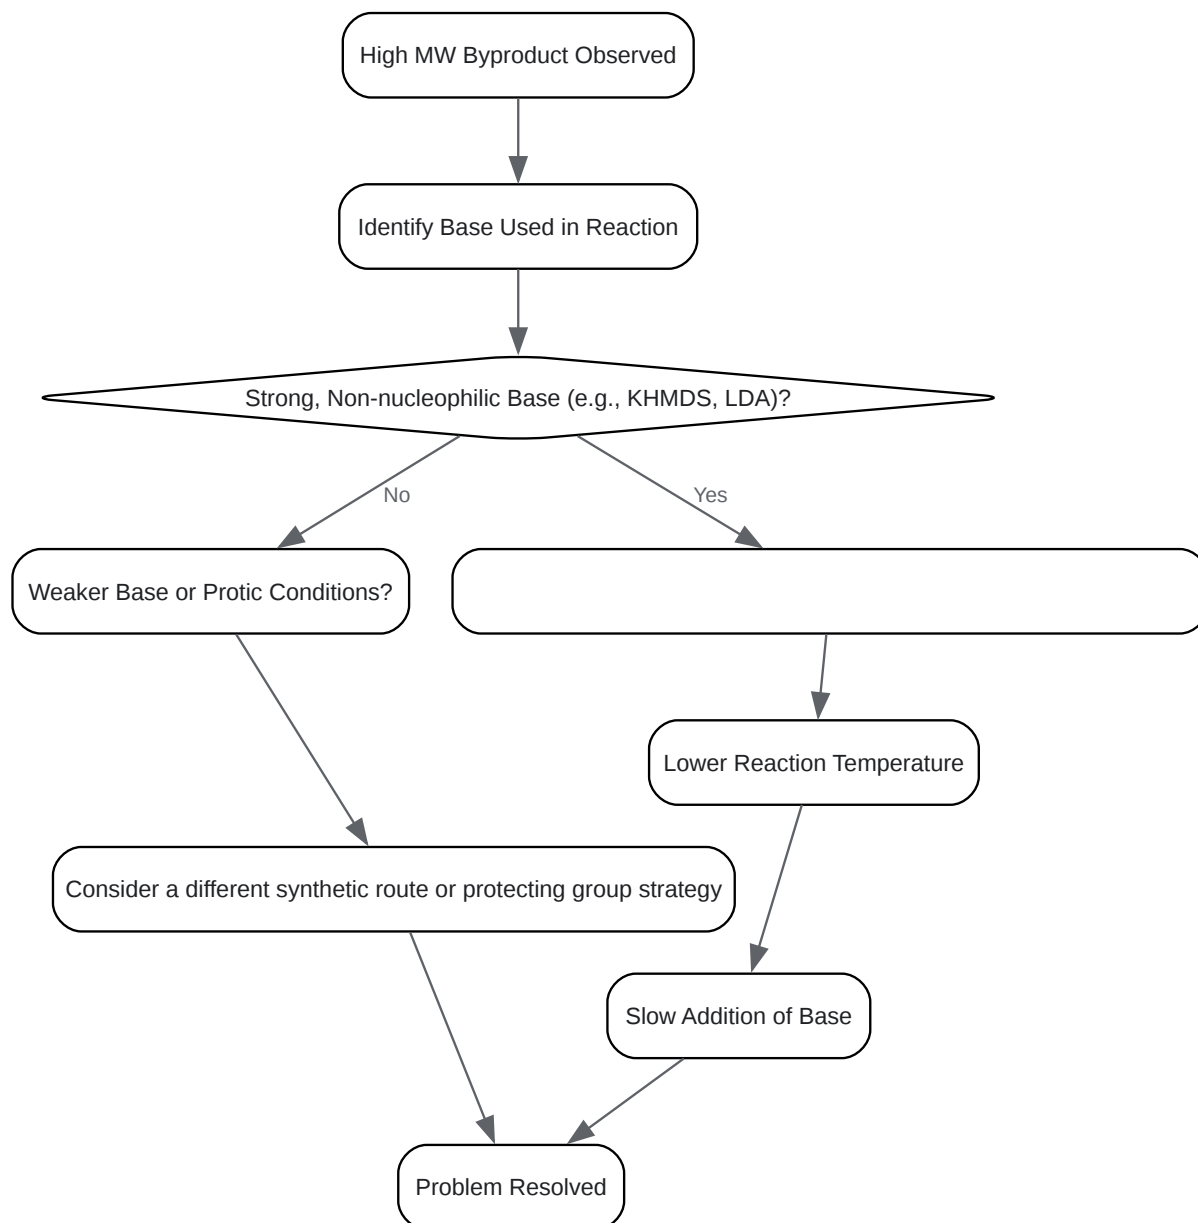 High MW Byproduct Observed
Identify Base Used in Reaction
Strong, Non-nucleophilic Base (e.g., KHMDS, LDA)?
No
Yes
Weaker Base or Protic Conditions?
Lower Reaction Temperature
Consider a different synthetic route or protecting group strategy
Slow Addition of Base
Problem Resolved